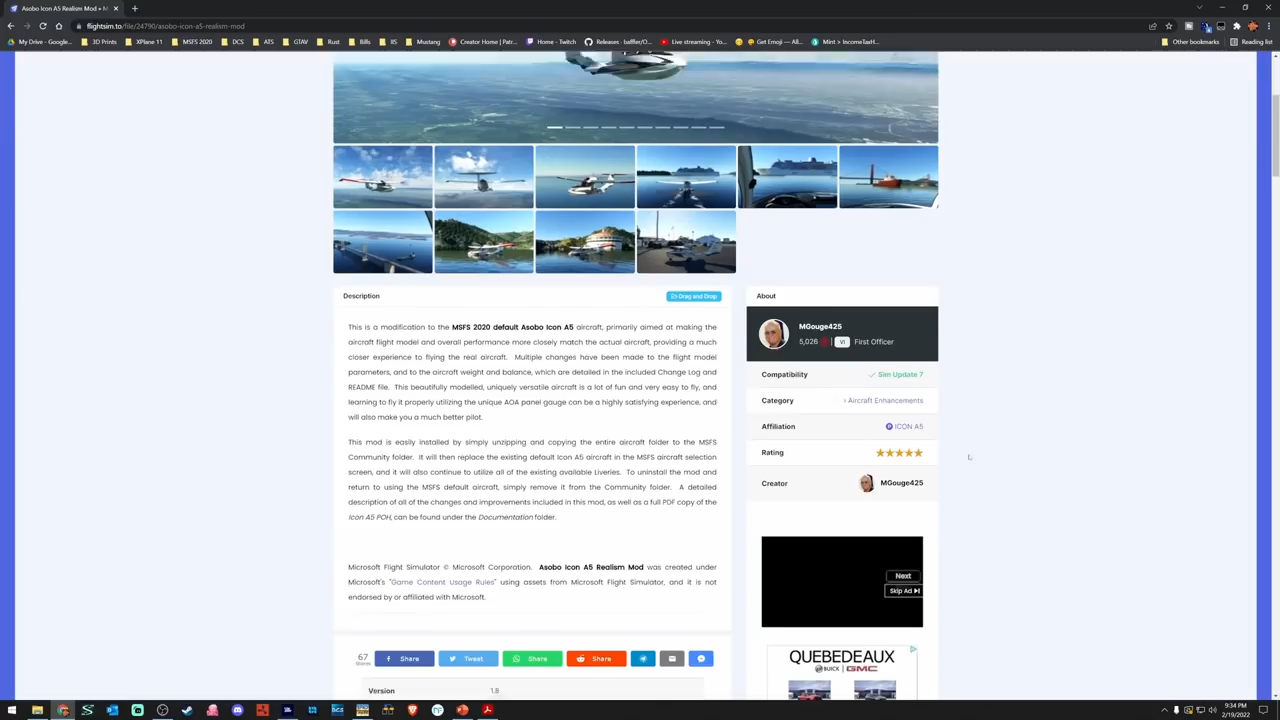 Asobo Icon A5 Realism Mod • M
flightsim.to/file/24790/asobo-icon-a5-realism-mod
My Drive - Google... 3D Prints XPlane 11 MSFS 2020 DCS ATS GTAV Rust Bills IIS Mustang Creator Home | Patr... Home - Twitch Releases · baffler/O... Live streaming - Yo... Get Emoji — All... Mint > IncomeTaxH... Other bookmarks Reading list
Description
Drag and Drop
This is a modification to the MSFS 2020 default Asobo Icon A5 aircraft, primarily aimed at making the
aircraft flight model and overall performance more closely match the actual aircraft, providing a much
closer experience to flying the real aircraft. Multiple changes have been made to the flight model
parameters, and to the aircraft weight and balance, which are detailed in the included Change Log and
README file. This beautifully modelled, uniquely versatile aircraft is a lot of fun and very easy to fly, and
learning to fly it properly utilizing the unique AOA panel gauge can be a highly satisfying experience, and
will also make you a much better pilot.
This mod is easily installed by simply unzipping and copying the entire aircraft folder to the MSFS
Community folder. It will then replace the existing default Icon A5 in the MSFS aircraft selection
screen, and it will also continue to utilize all of the existing available Liveries. To uninstall the mod and
return to using the MSFS default aircraft, simply remove it from the Community folder. A detailed
description of all of the changes and improvements included in this mod, as well as a full PDF copy of the
Icon A5 POH, can be found under the Documentation folder.
Microsoft Flight Simulator © Microsoft Corporation. Asobo Icon A5 Realism Mod was created under
Microsoft's "Game Content Usage Rules" using assets from Microsoft Flight Simulator, and it is not
endorsed by or affiliated with Microsoft.
67
Shares
Share
Tweet
Share
Share
Version 1.8
About
MGouge425
5,026 | VI First Officer
Compatibility Sim Update 7
Category › Aircraft Enhancements
Affiliation ICON A5
Rating
Creator MGouge425
Next
Skip Ad
QUEBEDEAUX
BUICK GMC
9:34 PM
2/19/2022